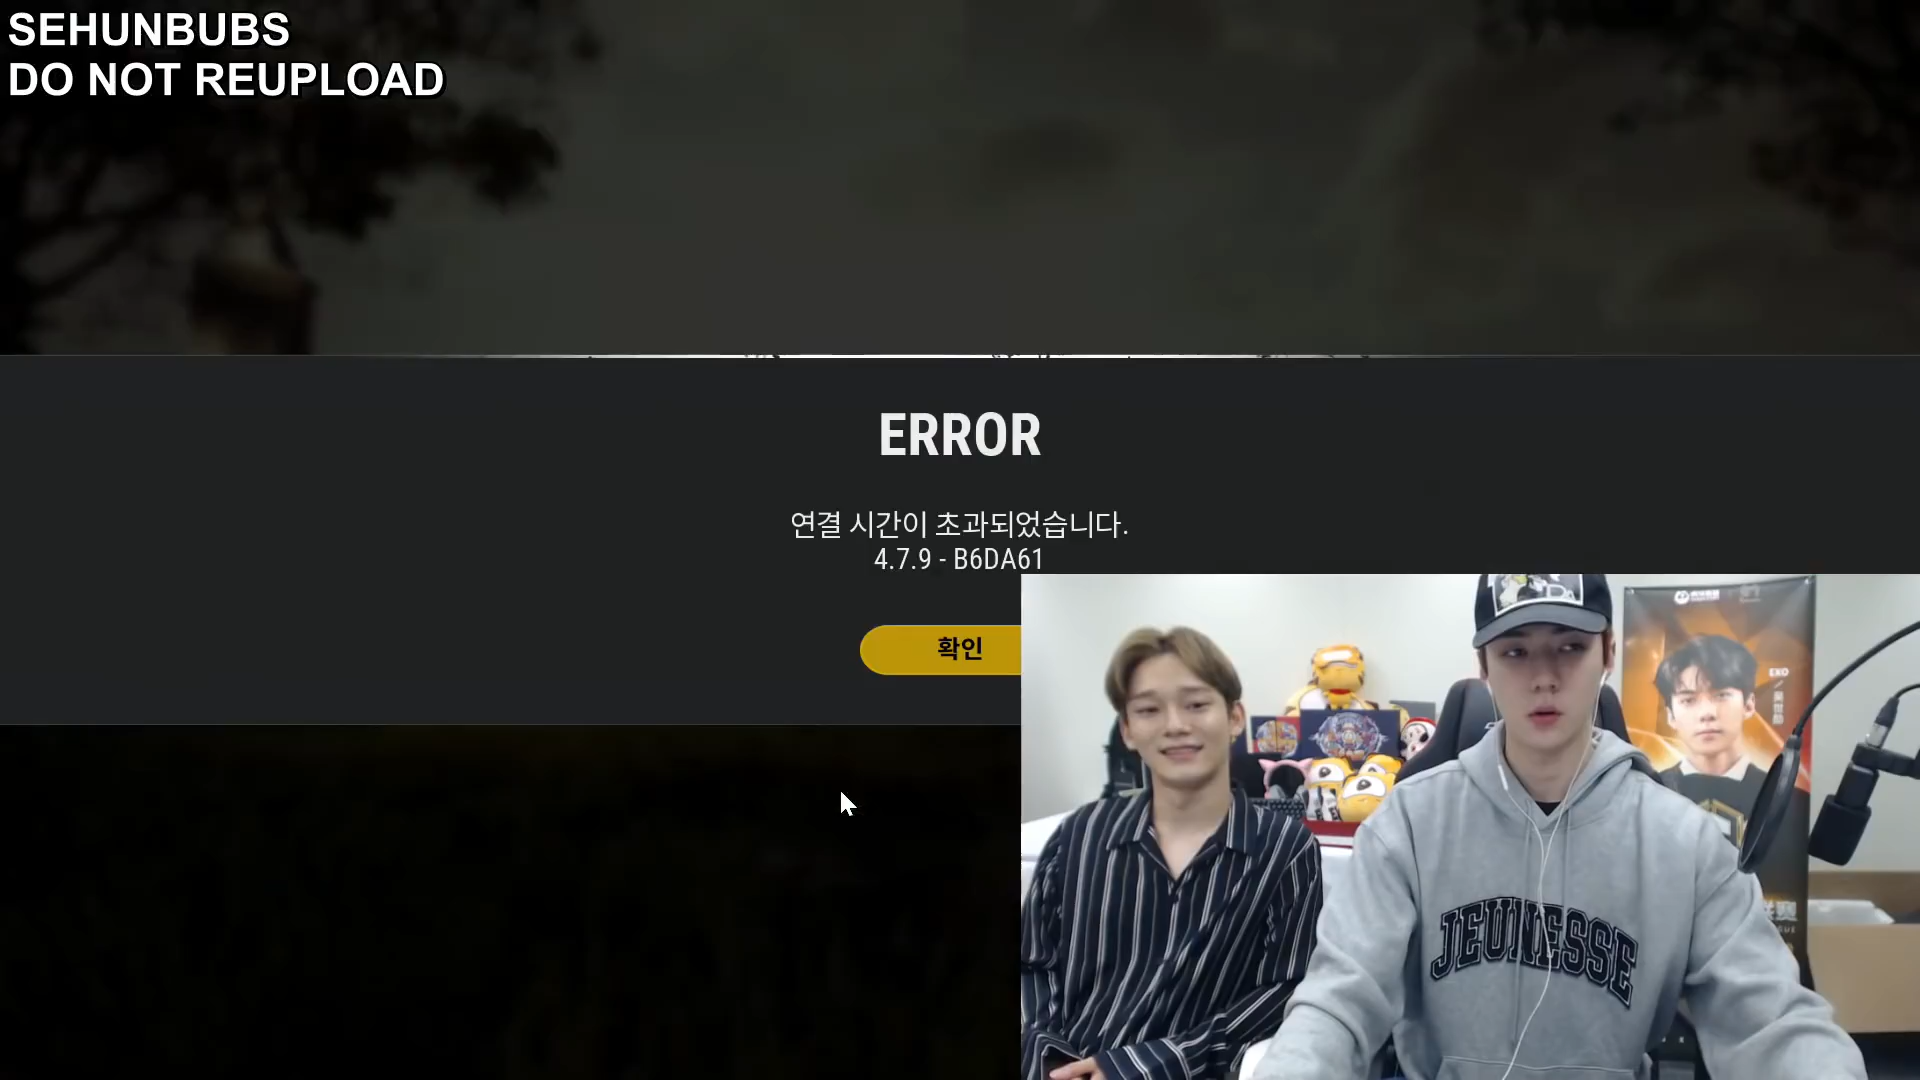 SEHUNBUBS
DO NOT REUPLOAD
ERROR
연결 시간이 초과되었습니다.
4.7.9 - B6DA61
확인
EXO
JEUNESSE